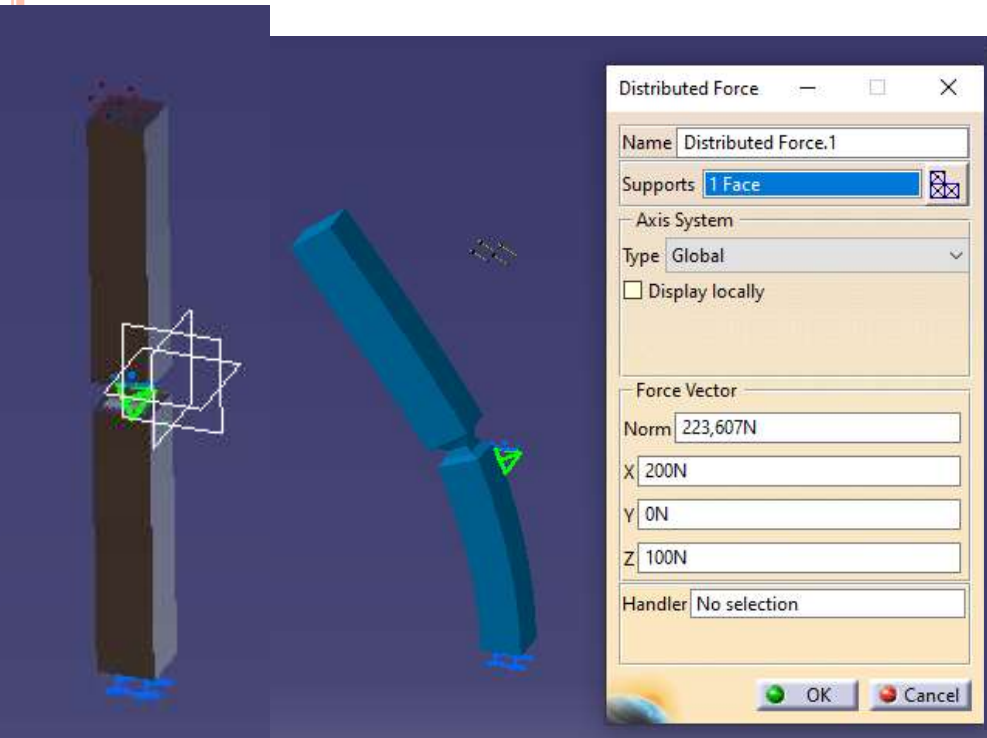 Distributed Force
Name Distributed Force.1
Supports 1 Face
Axis System
Type Global
Display locally
Force Vector
Norm 223,607N
X 200N
Y 0N
Z 100N
Handler No selection
OK Cancel